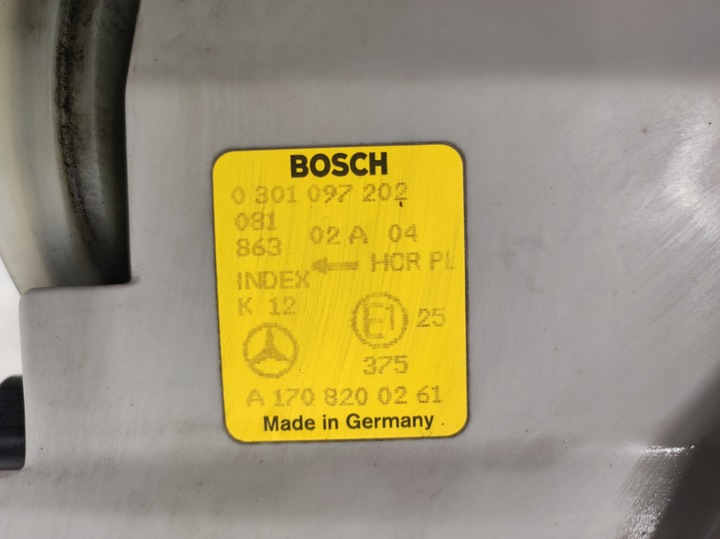 BOSCH
0 301 097 202
081
863 02 A 04
← HCR PL
INDEX
K 12
E1 25
375
A 170 820 02 61
Made in Germany